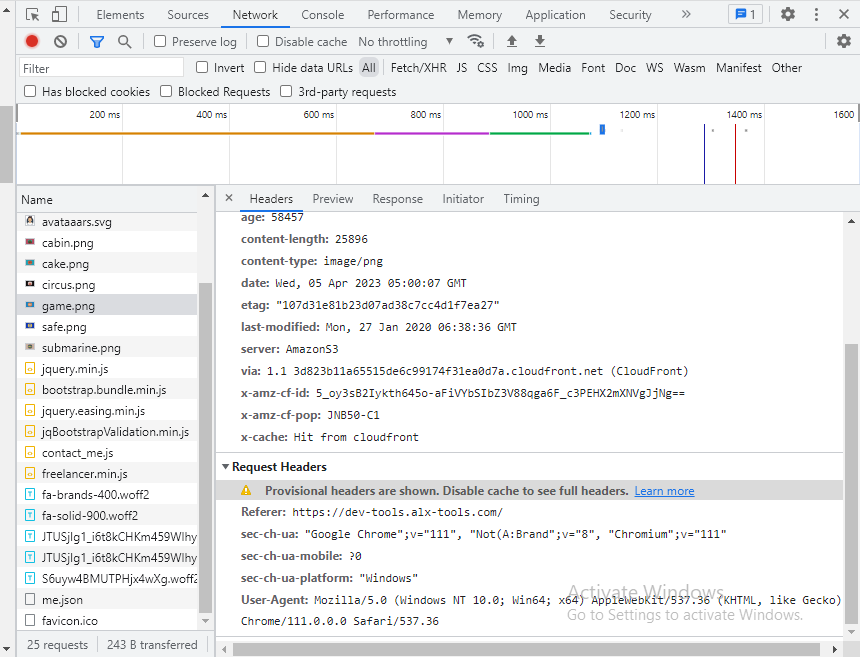 Elements Sources Network Console Performance Memory Application Security » 1
Preserve log Disable cache No throttling
Filter Invert Hide data URLs All Fetch/XHR JS CSS Img Media Font Doc WS Wasm Manifest Other
Has blocked cookies Blocked Requests 3rd-party requests
200 ms 400 ms 600 ms 800 ms 1000 ms 1200 ms 1400 ms 1600
Name
avataaars.svg
cabin.png
cake.png
circus.png
game.png
safe.png
submarine.png
jquery.min.js
bootstrap.bundle.min.js
jquery.easing.min.js
jqBootstrapValidation.min.js
contact_me.js
freelancer.min.js
fa-brands-400.woff2
fa-solid-900.woff2
JTUSjIg1_i6t8kCHKm459WIhy
JTUSjIg1_i6t8kCHKm459WIhy
S6uyw4BMUTPHjx4wXg.woff2
me.json
favicon.ico
25 requests 243 B transferred
Headers Preview Response Initiator Timing
age: 58457
content-length: 25896
content-type: image/png
date: Wed, 05 Apr 2023 05:00:07 GMT
etag: "107d31e81b23d07ad38c7cc4d1f7ea27"
last-modified: Mon, 27 Jan 2020 06:38:36 GMT
server: AmazonS3
via: 1.1 3d823b11a65515de6c99174f31ea0d7a.cloudfront.net (CloudFront)
x-amz-cf-id: 5_oy3sB2Iykth645o-aFiVYbSIbZ3V88qga6F_c3PEHX2mXNVgJjNg==
x-amz-cf-pop: JNB50-C1
x-cache: Hit from cloudfront
Request Headers
Provisional headers are shown. Disable cache to see full headers. Learn more
Referer: https://dev-tools.alx-tools.com/
sec-ch-ua: "Google Chrome";v="111", "Not(A:Brand";v="8", "Chromium";v="111"
sec-ch-ua-mobile: ?0
sec-ch-ua-platform: "Windows"
User-Agent: Mozilla/5.0 (Windows NT 10.0; Win64; x64) AppleWebKit/537.36 (KHTML, like Gecko)
Chrome/111.0.0.0 Safari/537.36
Activate Windows
Go to Settings to activate Windows.